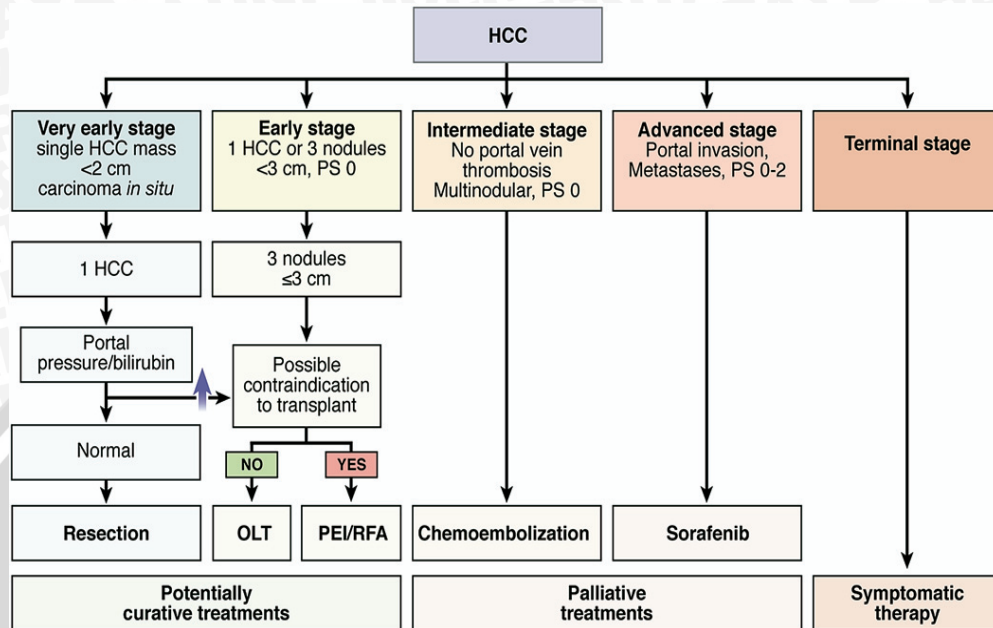 HCC
Very early stage
single HCC mass
<2 cm
carcinoma in situ
Early stage
1 HCC or 3 nodules
<3 cm, PS 0
Intermediate stage
No portal vein
thrombosis
Multinodular, PS 0
Advanced stage
Portal invasion,
Metastases, PS 0-2
Terminal stage
1 HCC
3 nodules
≤3 cm
Portal
pressure/bilirubin
Possible
contraindication
to transplant
Normal
NO
YES
Resection
OLT
PEI/RFA
Chemoembolization
Sorafenib
Potentially
curative treatments
Palliative
treatments
Symptomatic
therapy